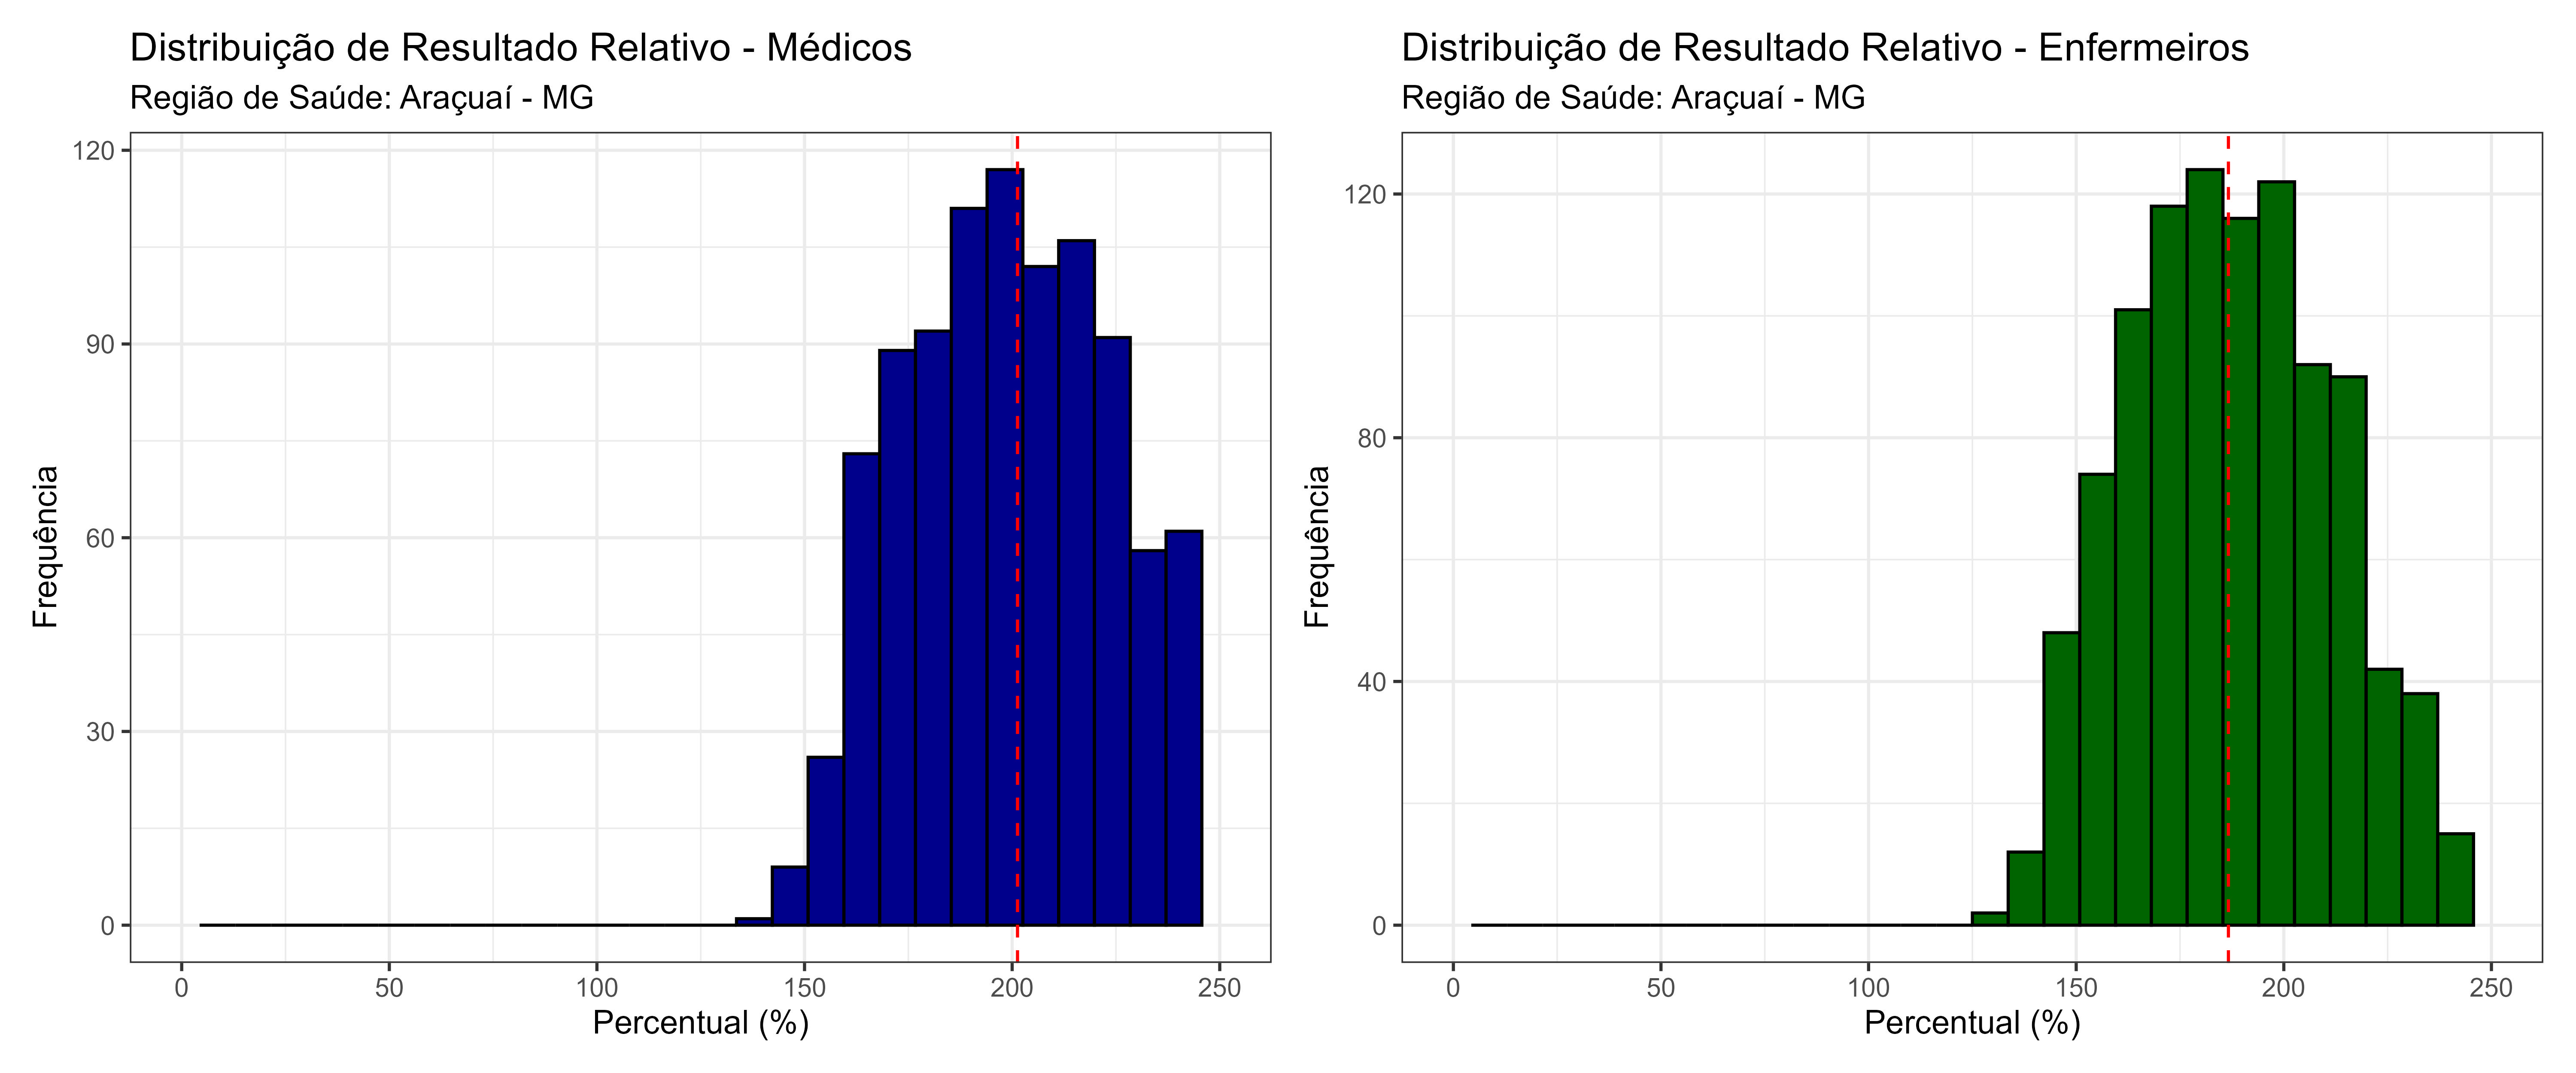 Distribuição de Resultado Relativo - Médicos
Região de Saúde: Araçuaí - MG
120
90
60
30
0
Frequência
0 50 100 150 200 250
Percentual (%)
Distribuição de Resultado Relativo - Enfermeiros
Região de Saúde: Araçuaí - MG
120
80
40
0
Frequência
0 50 100 150 200 250
Percentual (%)